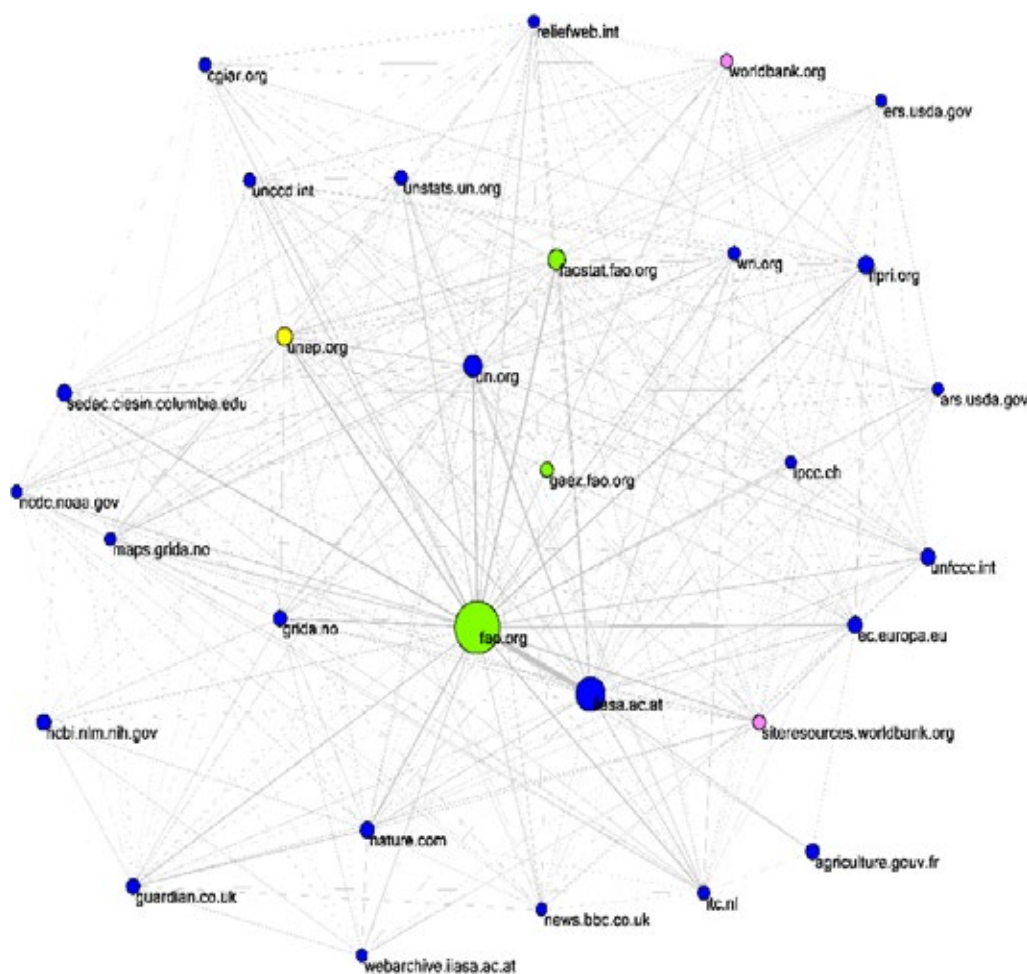 reliefweb.int
cgiar.org
worldbank.org
ers.usda.gov
unccd.int
unstats.un.org
faostat.fao.org
wri.org
ifpri.org
unep.org
un.org
sedac.ciesin.columbia.edu
ars.usda.gov
gaez.fao.org
ipcc.ch
ncdc.noaa.gov
maps.grida.no
unfccc.int
grida.no
fao.org
ec.europa.eu
iiasa.ac.at
ncbi.nlm.nih.gov
siteresources.worldbank.org
nature.com
agriculture.gouv.fr
guardian.co.uk
itc.nl
news.bbc.co.uk
webarchive.iiasa.ac.at